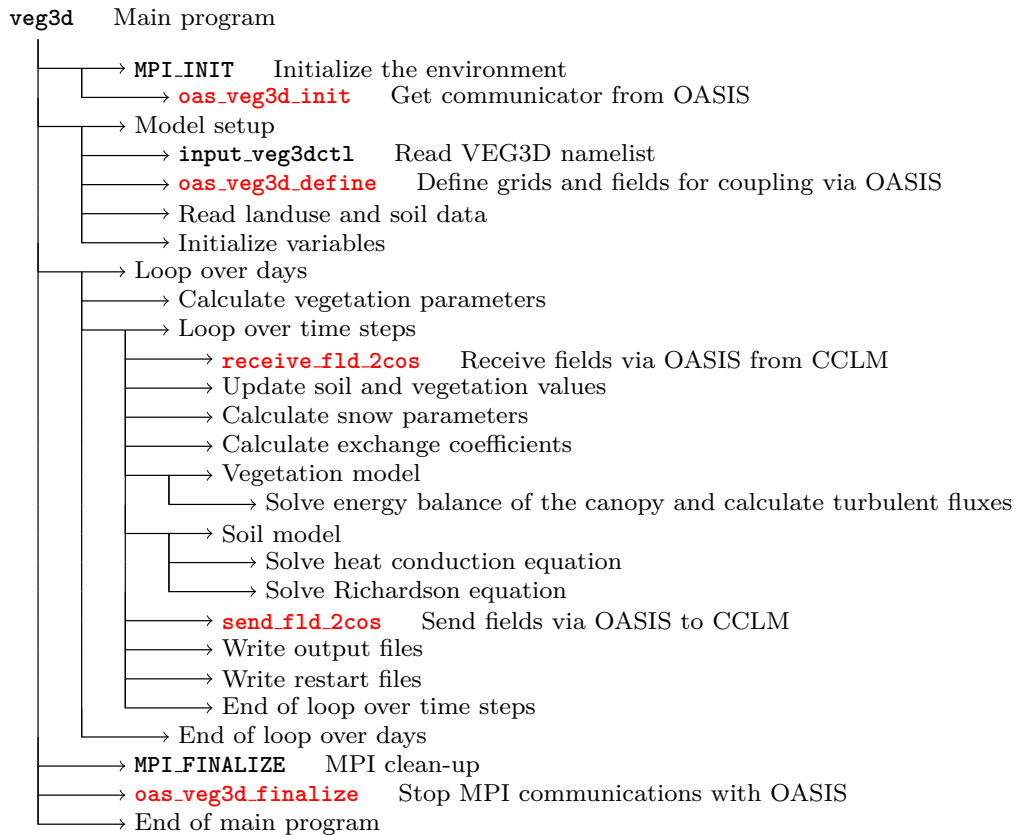 veg3d Main program
MPI_INIT Initialize the environment
oas_veg3d_init Get communicator from OASIS
Model setup
input_veg3dctl Read VEG3D namelist
oas_veg3d_define Define grids and fields for coupling via OASIS
Read landuse and soil data
Initialize variables
Loop over days
Calculate vegetation parameters
Loop over time steps
receive_fld_2cos Receive fields via OASIS from CCLM
Update soil and vegetation values
Calculate snow parameters
Calculate exchange coefficients
Vegetation model
Solve energy balance of the canopy and calculate turbulent fluxes
Soil model
Solve heat conduction equation
Solve Richardson equation
send_fld_2cos Send fields via OASIS to CCLM
Write output files
Write restart files
End of loop over time steps
End of loop over days
MPI_FINALIZE MPI clean-up
oas_veg3d_finalize Stop MPI communications with OASIS
End of main program